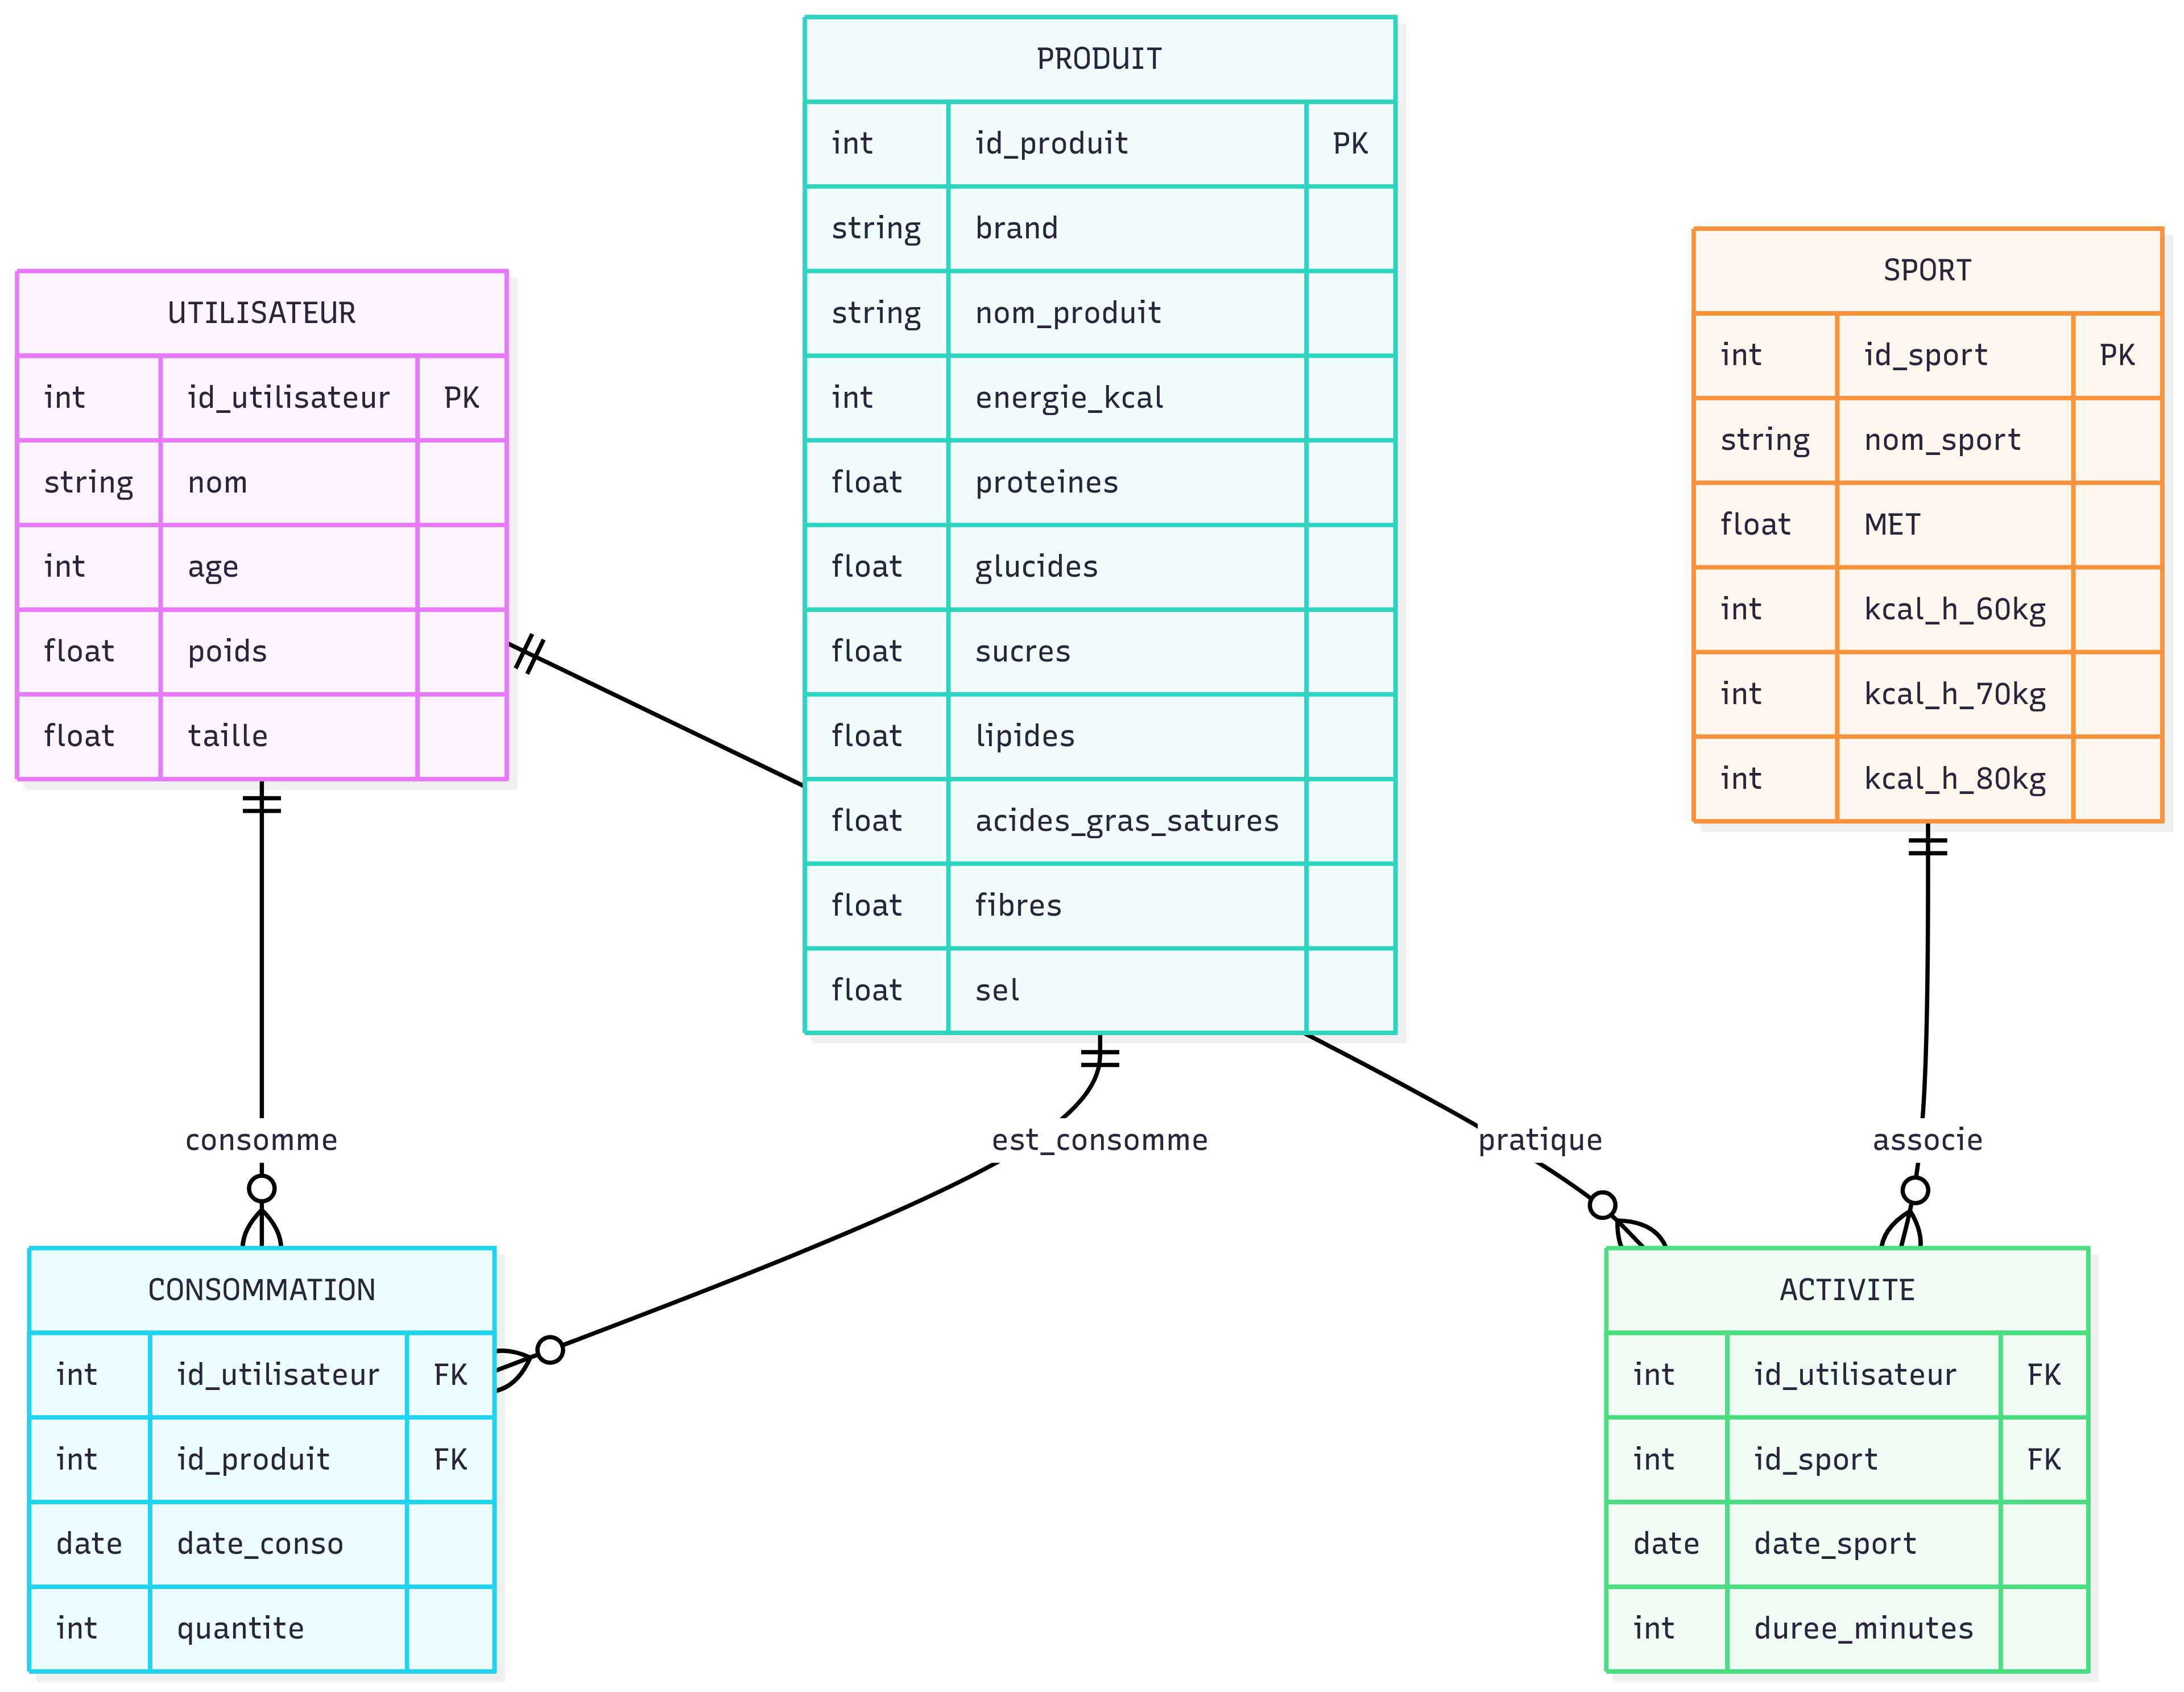 PRODUIT
int id_produit PK
string brand
string nom_produit
int energie_kcal
float proteines
float glucides
float sucres
float lipides
float acides_gras_satures
float fibres
float sel
UTILISATEUR
int id_utilisateur PK
string nom
int age
float poids
float taille
SPORT
int id_sport PK
string nom_sport
float MET
int kcal_h_60kg
int kcal_h_70kg
int kcal_h_80kg
consomme
est_consomme
pratique
associe
CONSOMMATION
int id_utilisateur FK
int id_produit FK
date date_conso
int quantite
ACTIVITE
int id_utilisateur FK
int id_sport FK
date date_sport
int duree_minutes